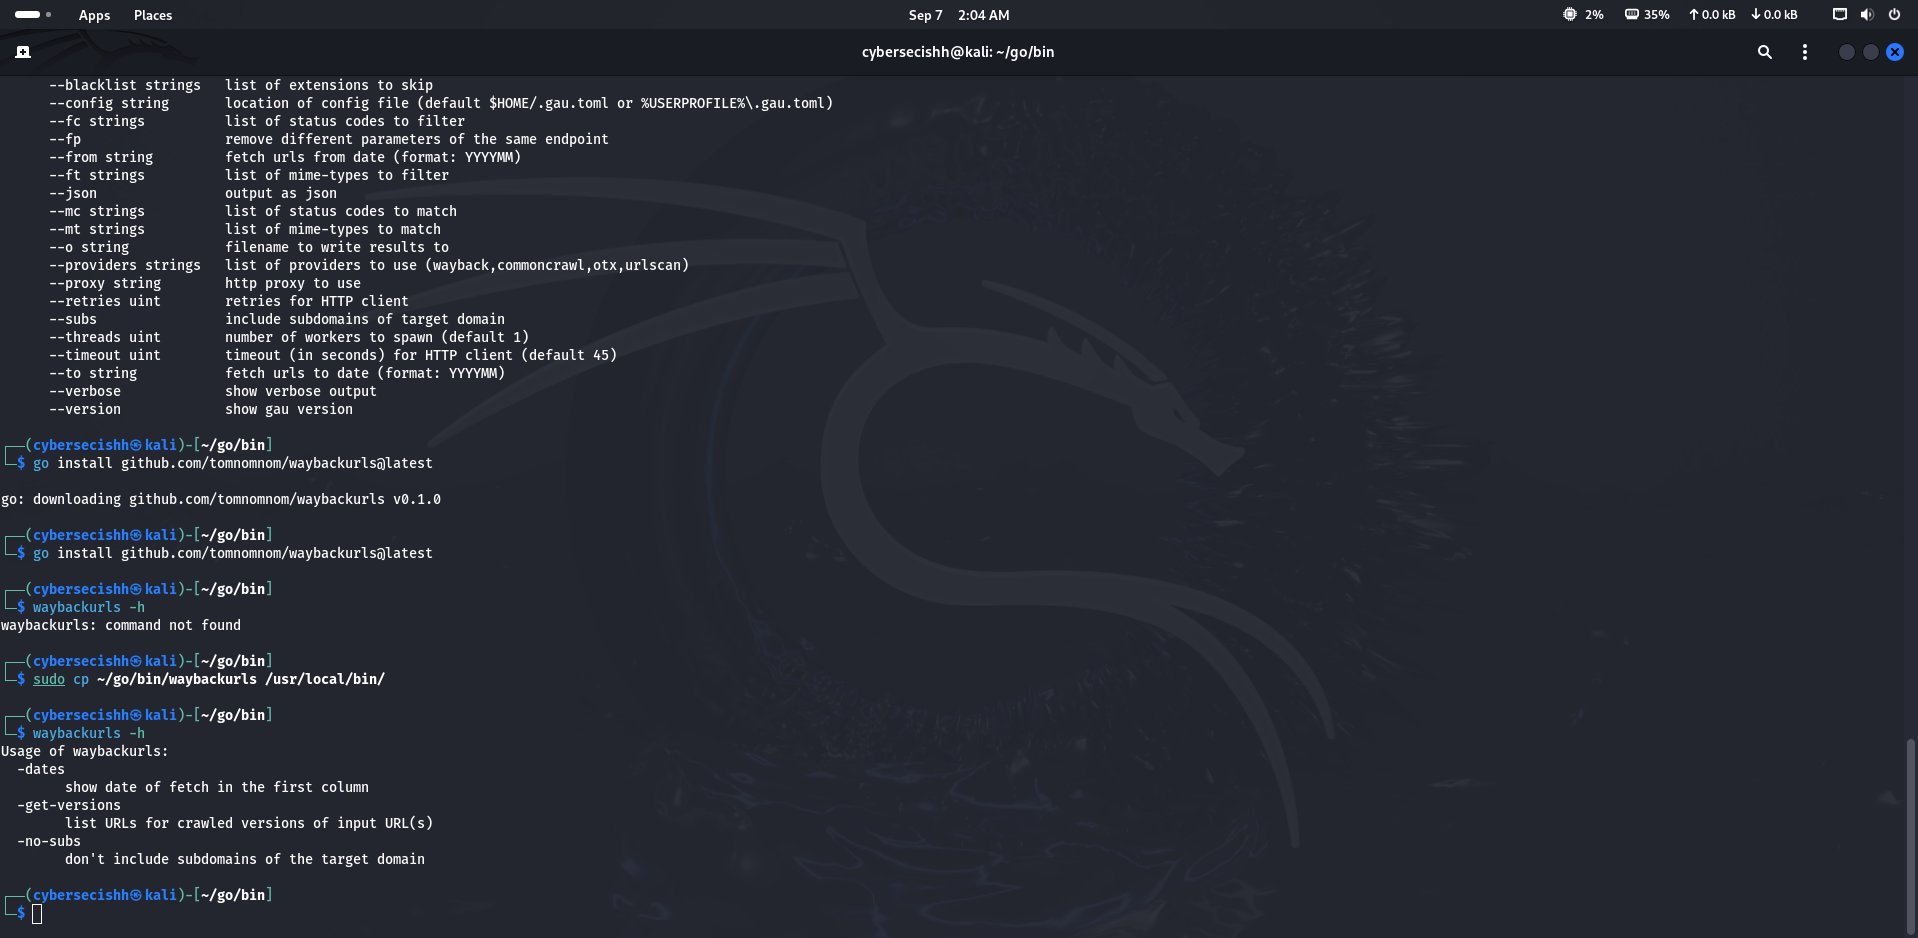 Apps Places Sep 7 2:04 AM 2% 35% ↑ 0.0 kB ↓ 0.0 kB
cybersecishh@kali: ~/go/bin
--blacklist strings   list of extensions to skip
--config string       location of config file (default $HOME/.gau.toml or %USERPROFILE%\.gau.toml)
--fc strings          list of status codes to filter
--fp                  remove different parameters of the same endpoint
--from string         fetch urls from date (format: YYYYMM)
--ft strings          list of mime-types to filter
--json                output as json
--mc strings          list of status codes to match
--mt strings          list of mime-types to match
--o string            filename to write results to
--providers strings   list of providers to use (wayback,commoncrawl,otx,urlscan)
--proxy string        http proxy to use
--retries uint        retries for HTTP client
--subs                include subdomains of target domain
--threads uint        number of workers to spawn (default 1)
--timeout uint        timeout (in seconds) for HTTP client (default 45)
--to string           fetch urls to date (format: YYYYMM)
--verbose             show verbose output
--version             show gau version
┌──(cybersecishh㉿kali)-[~/go/bin]
└─$ go install github.com/tomnomnom/waybackurls@latest
go: downloading github.com/tomnomnom/waybackurls v0.1.0
┌──(cybersecishh㉿kali)-[~/go/bin]
└─$ go install github.com/tomnomnom/waybackurls@latest
┌──(cybersecishh㉿kali)-[~/go/bin]
└─$ waybackurls -h
waybackurls: command not found
┌──(cybersecishh㉿kali)-[~/go/bin]
└─$ sudo cp ~/go/bin/waybackurls /usr/local/bin/
┌──(cybersecishh㉿kali)-[~/go/bin]
└─$ waybackurls -h
Usage of waybackurls:
-dates
show date of fetch in the first column
-get-versions
list URLs for crawled versions of input URL(s)
-no-subs
don't include subdomains of the target domain
┌──(cybersecishh㉿kali)-[~/go/bin]
└─$